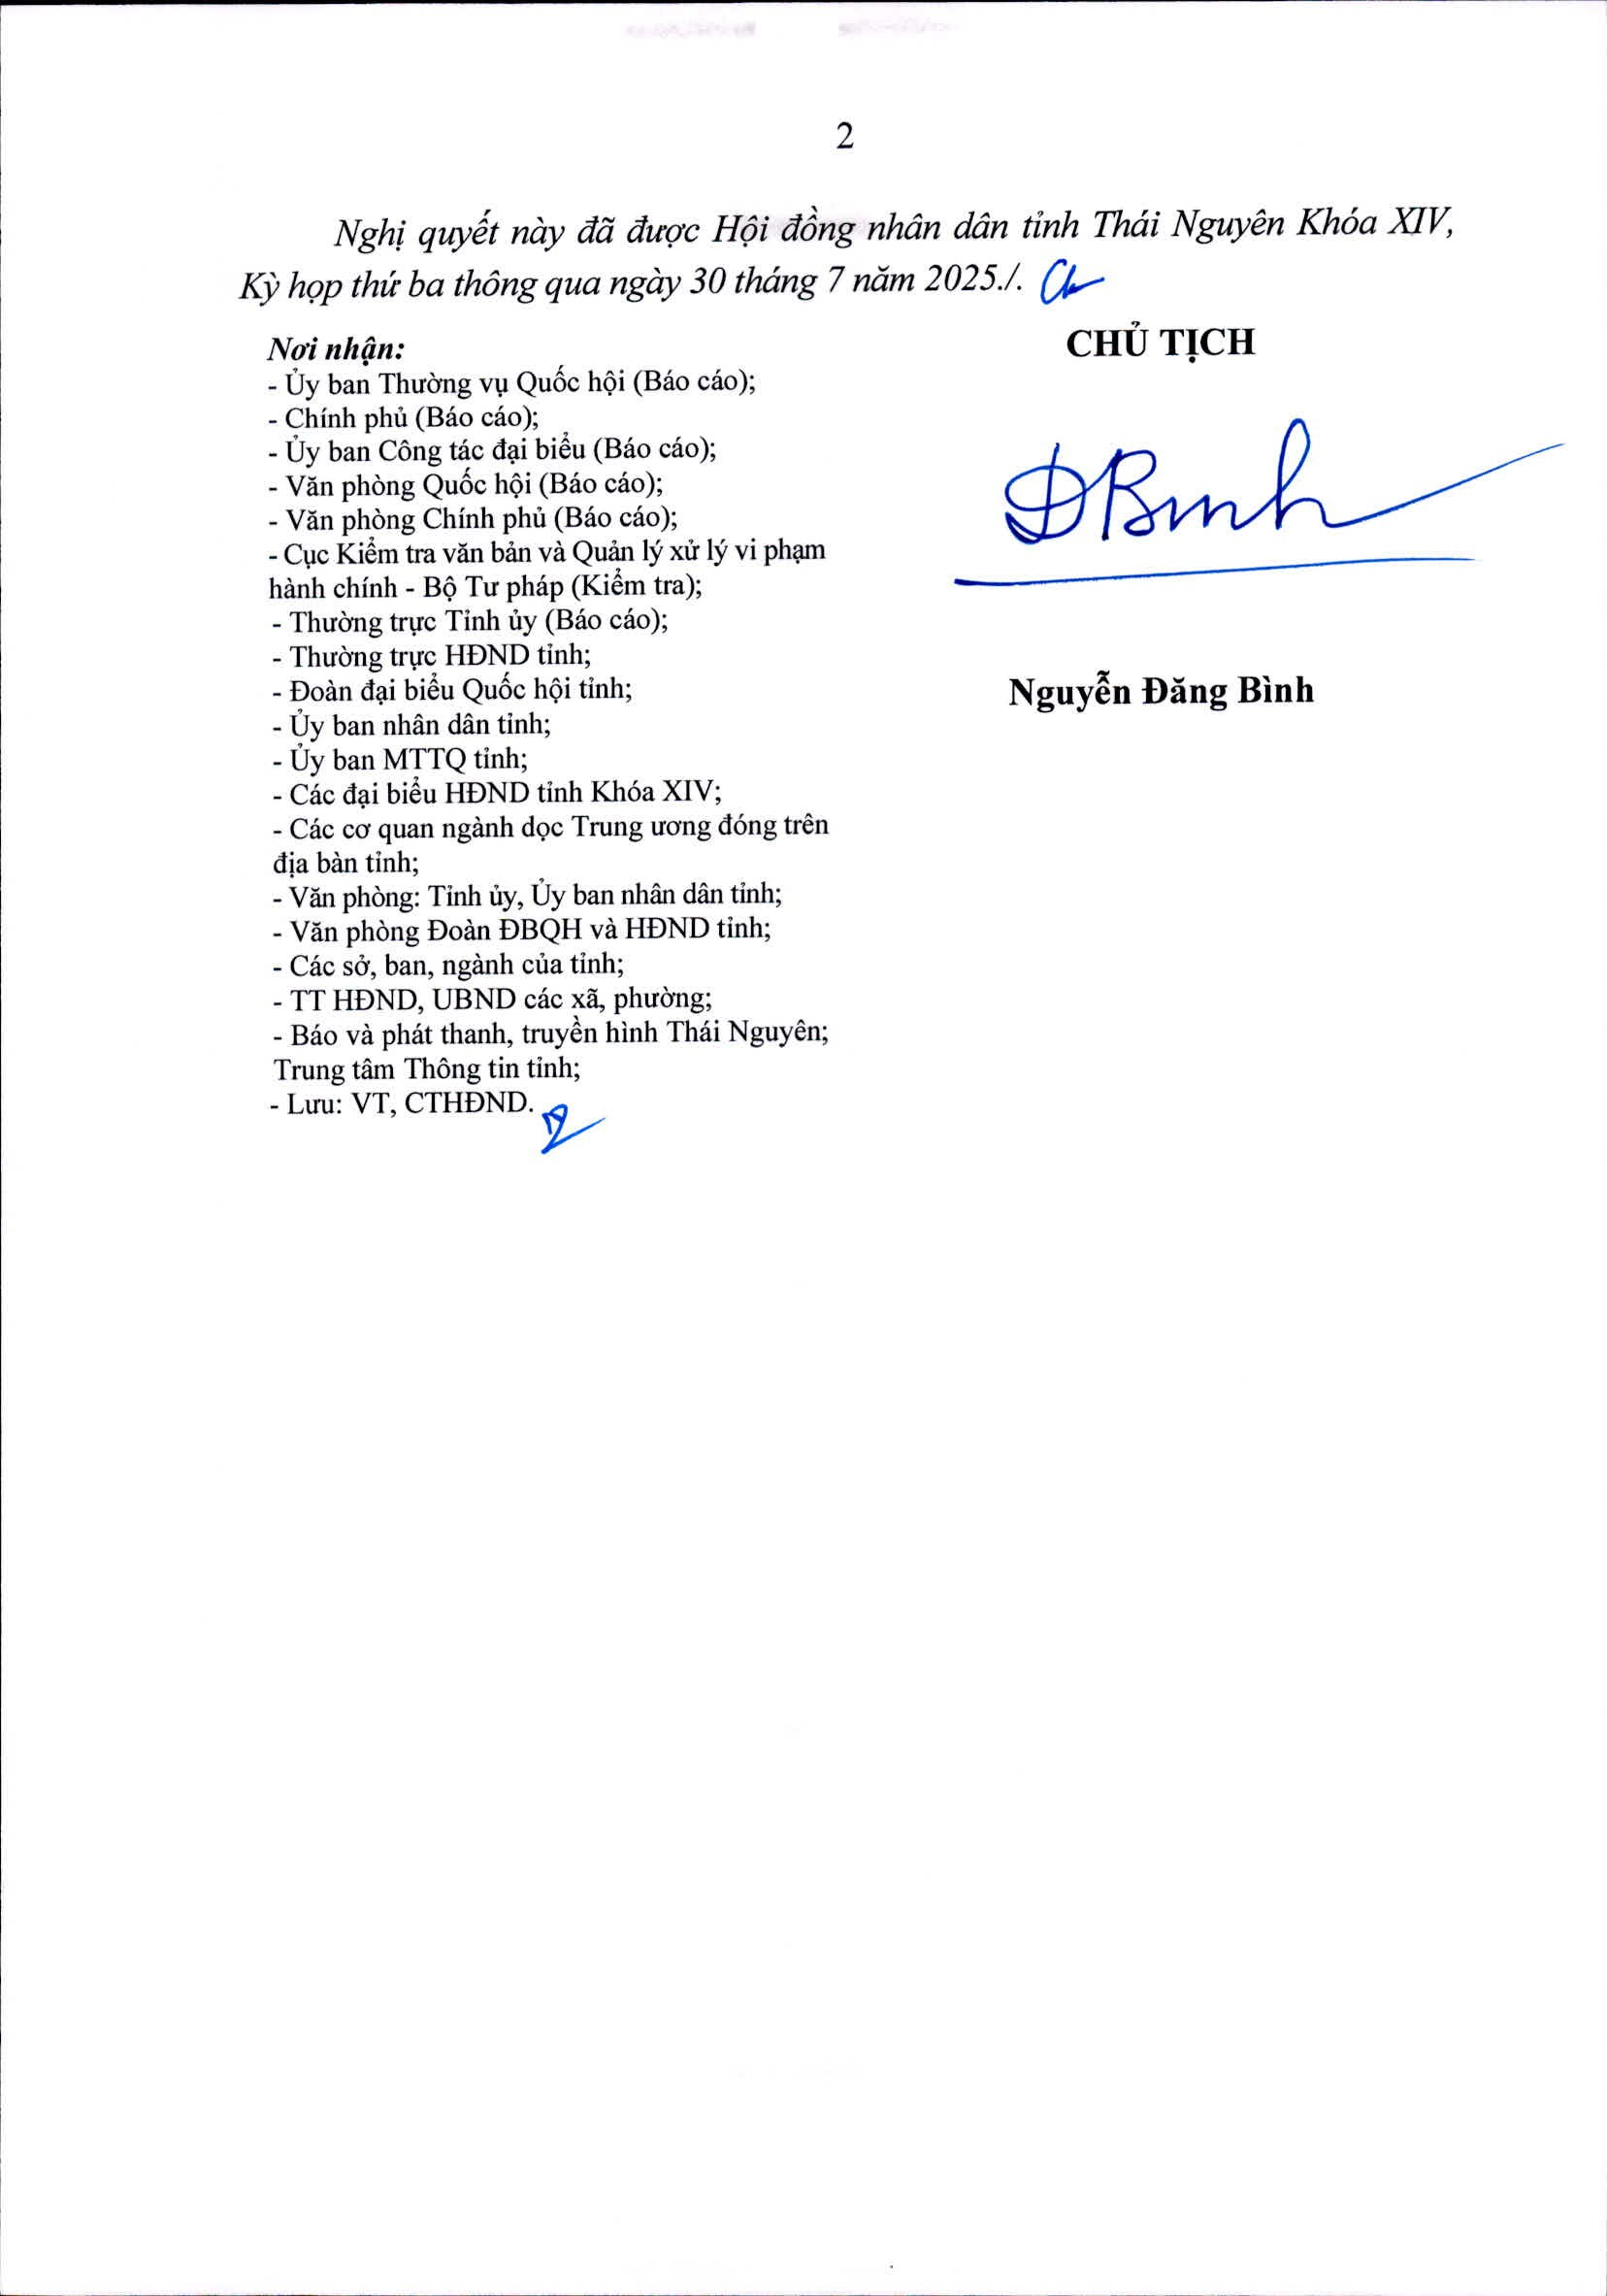 2
Nghị quyết này đã được Hội đồng nhân dân tỉnh Thái Nguyên Khóa XIV,
Kỳ họp thứ ba thông qua ngày 30 tháng 7 năm 2025./.
Nơi nhận:
- Ủy ban Thường vụ Quốc hội (Báo cáo);
- Chính phủ (Báo cáo);
- Ủy ban Công tác đại biểu (Báo cáo);
- Văn phòng Quốc hội (Báo cáo);
- Văn phòng Chính phủ (Báo cáo);
- Cục Kiểm tra văn bản và Quản lý xử lý vi phạm
hành chính - Bộ Tư pháp (Kiểm tra);
- Thường trực Tỉnh ủy (Báo cáo);
- Thường trực HĐND tỉnh;
- Đoàn đại biểu Quốc hội tỉnh;
- Ủy ban nhân dân tỉnh;
- Ủy ban MTTQ tỉnh;
- Các đại biểu HĐND tỉnh Khóa XIV;
- Các cơ quan ngành dọc Trung ương đóng trên
địa bàn tỉnh;
- Văn phòng: Tỉnh ủy, Ủy ban nhân dân tỉnh;
- Văn phòng Đoàn ĐBQH và HĐND tỉnh;
- Các sở, ban, ngành của tỉnh;
- TT HĐND, UBND các xã, phường;
- Báo và phát thanh, truyền hình Thái Nguyên;
Trung tâm Thông tin tỉnh;
- Lưu: VT, CTHĐND.
CHỦ TỊCH
ĐBinh
Nguyễn Đăng Bình